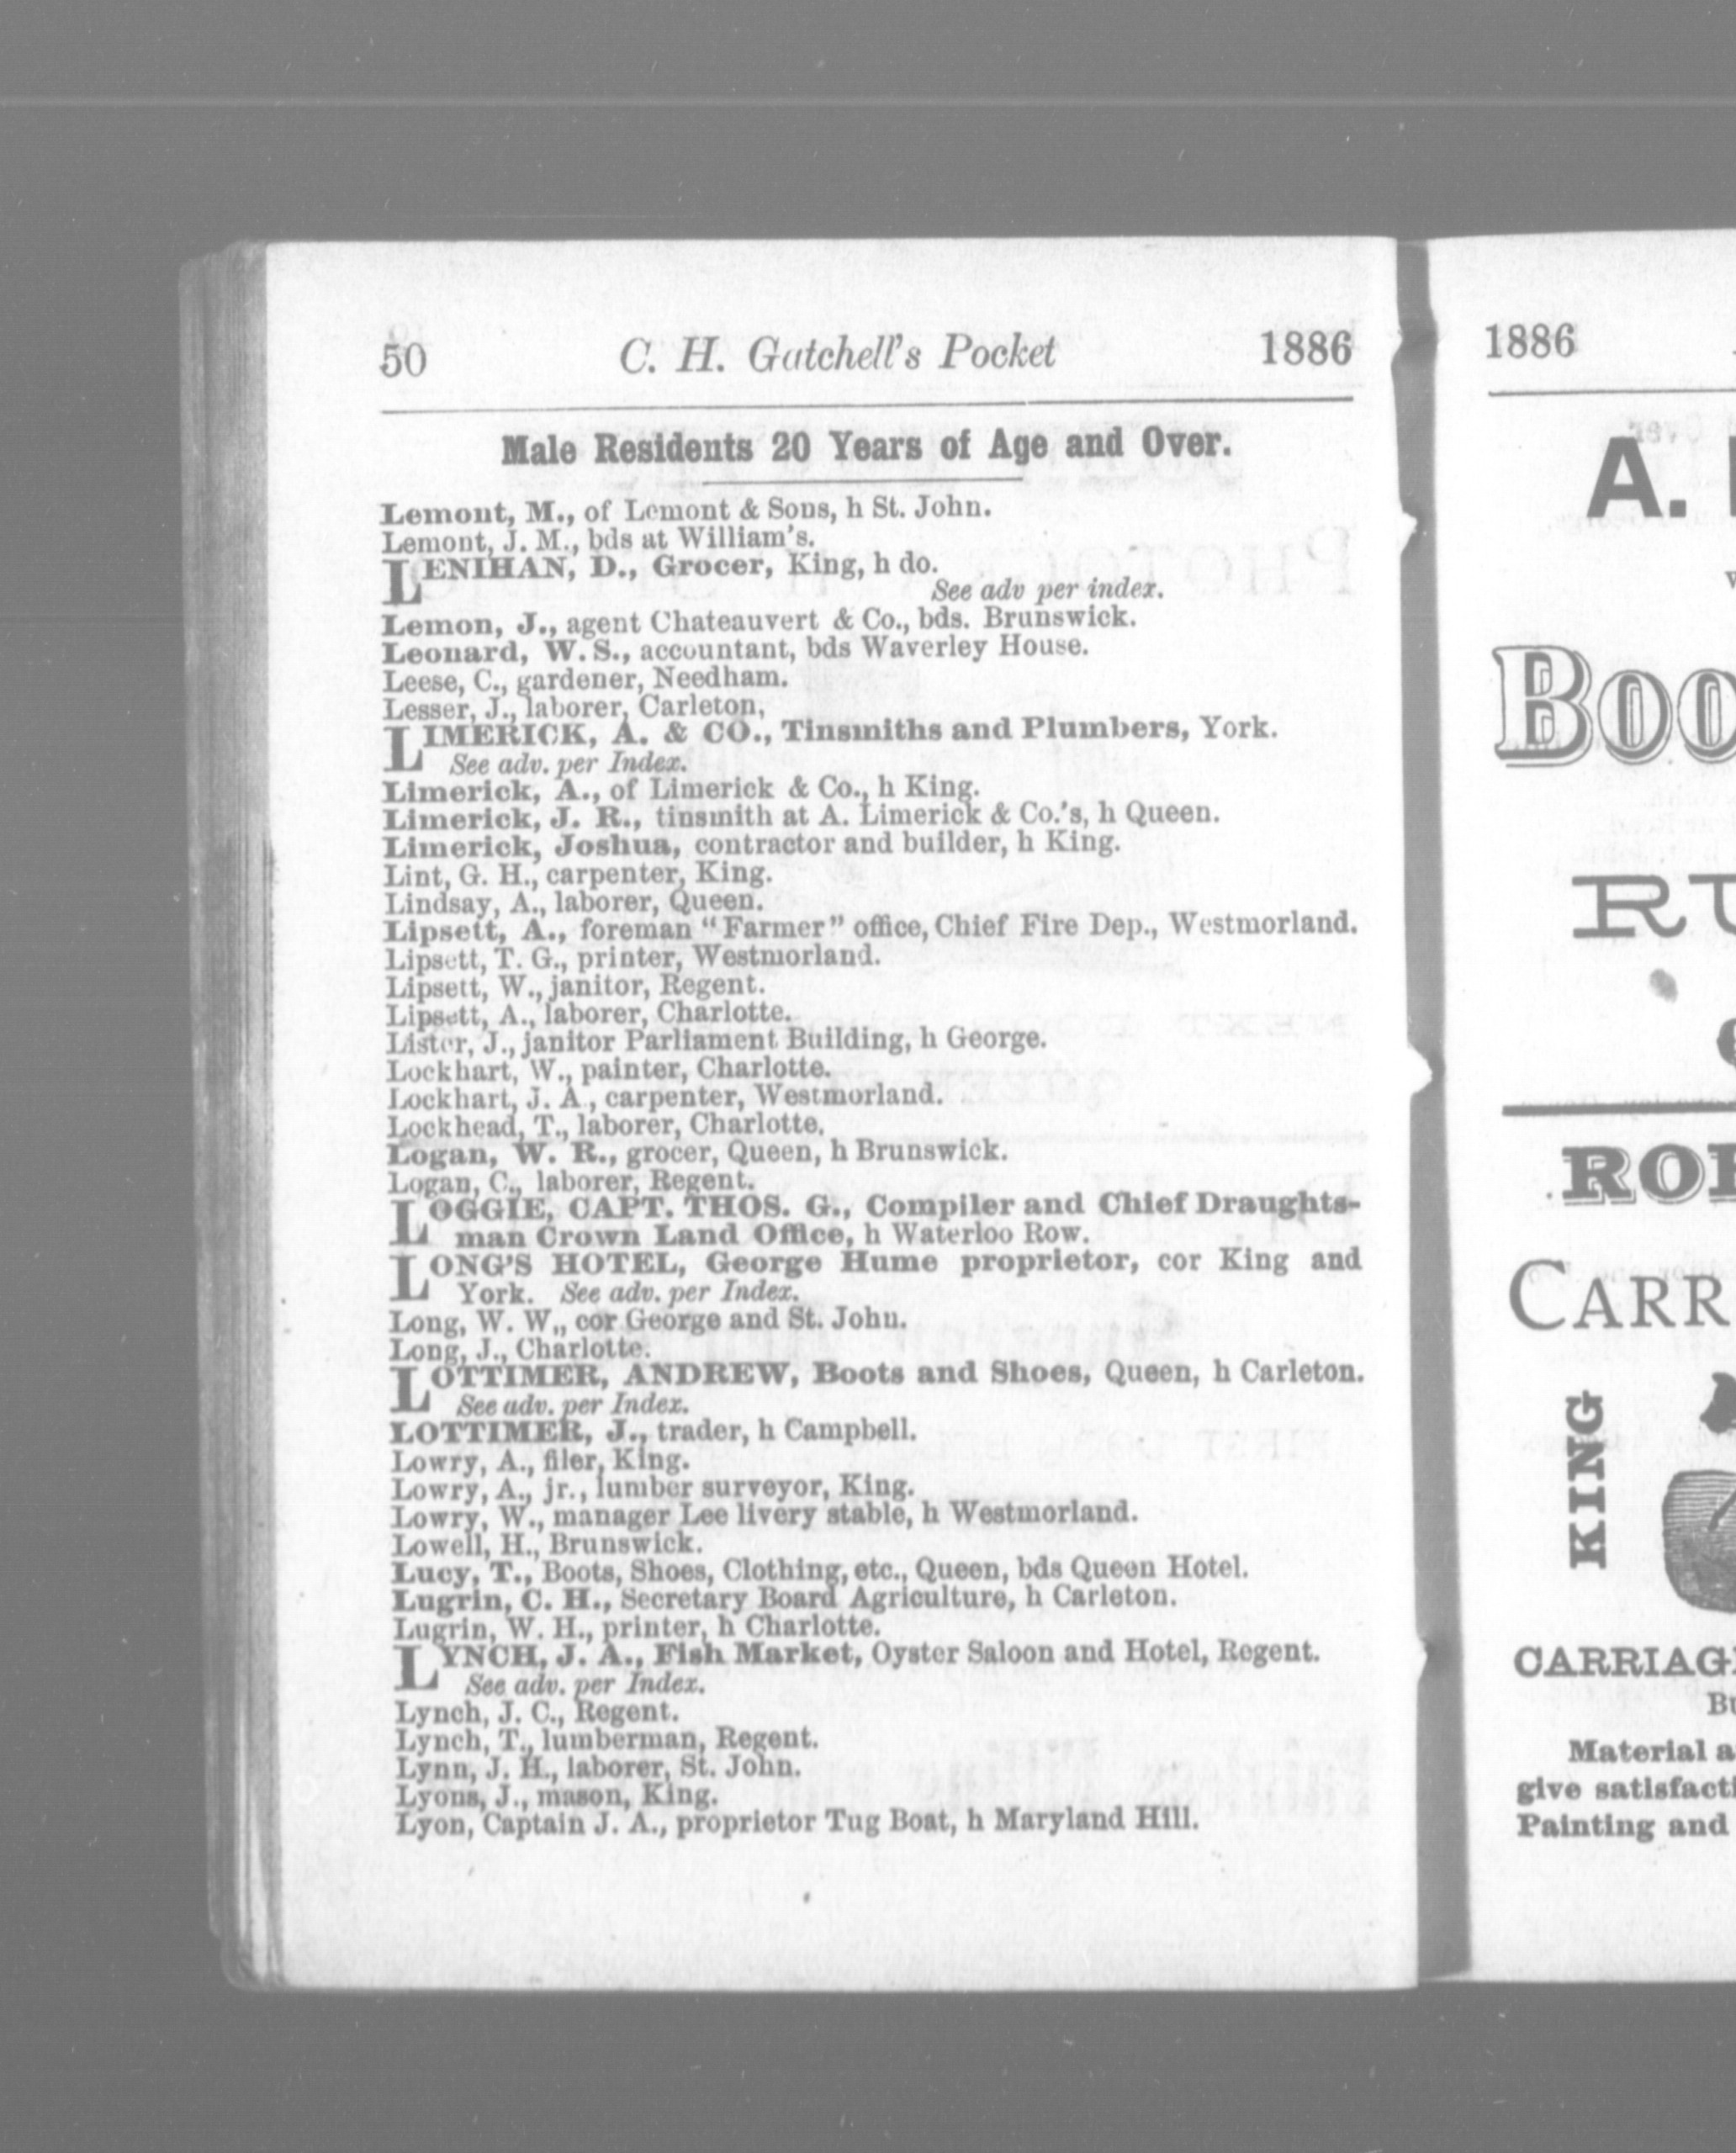 50 C. H. Gatchell's Pocket 1886
Male Residents 20 Years of Age and Over.
Lemont, M., of Lemont & Sons, h St. John.
Lemont, J. M., bds at William's.
LENIHAN, D., Grocer, King, h do.
See adv per index.
Lemon, J., agent Chateauvert & Co., bds. Brunswick.
Leonard, W. S., accountant, bds Waverley House.
Leese, C., gardener, Needham.
Lesser, J., laborer, Carleton,
LIMERICK, A. & CO., Tinsmiths and Plumbers, York.
See adv. per Index.
Limerick, A., of Limerick & Co., h King.
Limerick, J. R., tinsmith at A. Limerick & Co.'s, h Queen.
Limerick, Joshua, contractor and builder, h King.
Lint, G. H., carpenter, King.
Lindsay, A., laborer, Queen.
Lipsett, A., foreman "Farmer" office, Chief Fire Dep., Westmorland.
Lipsett, T. G., printer, Westmorland.
Lipsett, W., janitor, Regent.
Lipsett, A., laborer, Charlotte.
Lister, J., janitor Parliament Building, h George.
Lockhart, W., painter, Charlotte.
Lockhart, J. A., carpenter, Westmorland.
Lockhead, T., laborer, Charlotte.
Logan, W. R., grocer, Queen, h Brunswick.
Logan, C., laborer, Regent.
LOGGIE, CAPT. THOS. G., Compiler and Chief Draughts-
man Crown Land Office, h Waterloo Row.
LONG'S HOTEL, George Hume proprietor, cor King and
York. See adv. per Index.
Long, W. W,, cor George and St. John.
Long, J., Charlotte.
LOTTIMER, ANDREW, Boots and Shoes, Queen, h Carleton.
See adv. per Index.
LOTTIMER, J., trader, h Campbell.
Lowry, A., filer, King.
Lowry, A., jr., lumber surveyor, King.
Lowry, W., manager Lee livery stable, h Westmorland.
Lowell, H., Brunswick.
Lucy, T., Boots, Shoes, Clothing, etc., Queen, bds Queen Hotel.
Lugrin, C. H., Secretary Board Agriculture, h Carleton.
Lugrin, W. H., printer, h Charlotte.
LYNCH, J. A., Fish Market, Oyster Saloon and Hotel, Regent.
See adv. per Index.
Lynch, J. C., Regent.
Lynch, T., lumberman, Regent.
Lynn, J. H., laborer, St. John.
Lyons, J., mason, King.
Lyon, Captain J. A., proprietor Tug Boat, h Maryland Hill.
1886
A.
KING
Material
give
Painting and